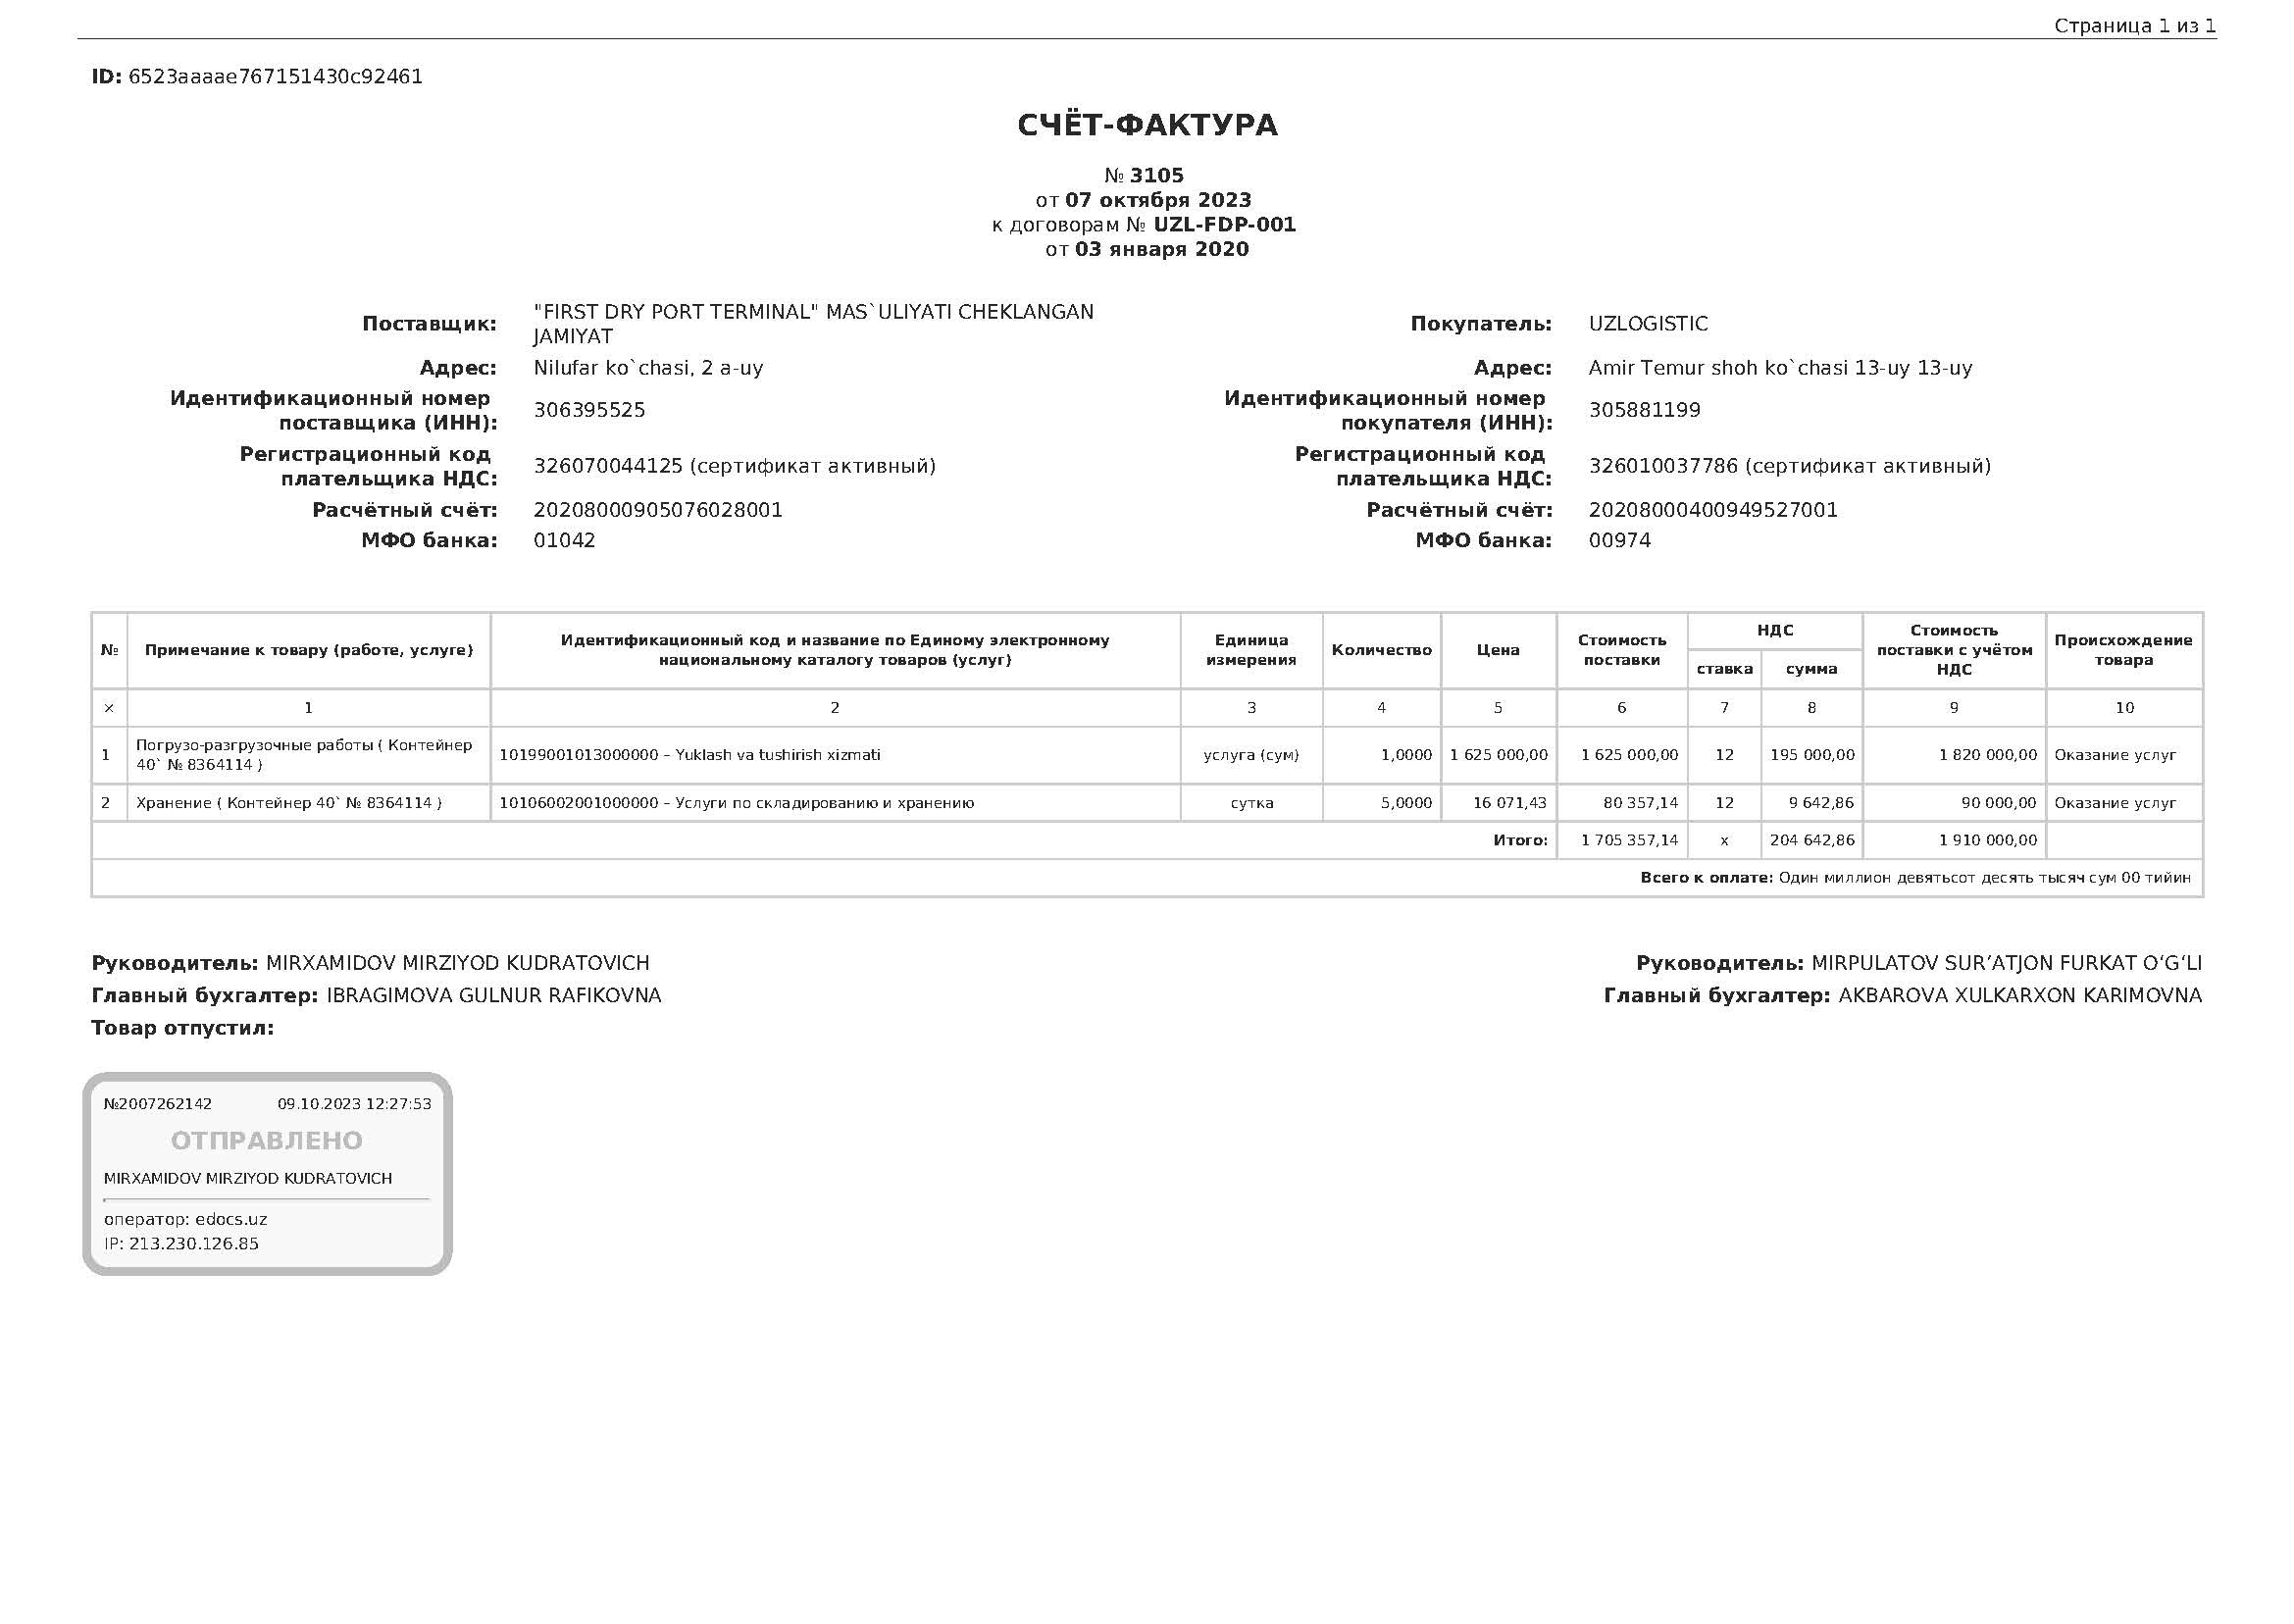 Страница 1 из 1
ID: 6523aaaae767151430c92461
СЧЁТ-ФАКТУРА
№ 3105
от 07 октября 2023
к договорам № UZL-FDP-001
от 03 января 2020
Поставщик: "FIRST DRY PORT TERMINAL" MAS`ULIYATI CHEKLANGAN
JAMIYAT
Адрес: Nilufar ko`chasi, 2 a-uy
Идентификационный номер
поставщика (ИНН): 306395525
Регистрационный код
плательщика НДС: 326070044125 (сертификат активный)
Расчётный счёт: 20208000905076028001
МФО банка: 01042
Покупатель: UZLOGISTIC
Адрес: Amir Temur shoh ko`chasi 13-uy 13-uy
Идентификационный номер
покупателя (ИНН): 305881199
Регистрационный код
плательщика НДС: 326010037786 (сертификат активный)
Расчётный счёт: 20208000400949527001
МФО банка: 00974
№ Примечание к товару (работе, услуге) Идентификационный код и название по Единому электронному национальному каталогу товаров (услуг) Единица измерения Количество Цена Стоимость поставки НДС ставка сумма Стоимость поставки с учётом НДС Происхождение товара
× 1 2 3 4 5 6 7 8 9 10
1 Погрузо-разгрузочные работы ( Контейнер 40` № 8364114 ) 10199001013000000 – Yuklash va tushirish xizmati услуга (сум) 1,0000 1 625 000,00 1 625 000,00 12 195 000,00 1 820 000,00 Оказание услуг
2 Хранение ( Контейнер 40` № 8364114 ) 10106002001000000 – Услуги по складированию и хранению сутка 5,0000 16 071,43 80 357,14 12 9 642,86 90 000,00 Оказание услуг
Итого: 1 705 357,14 x 204 642,86 1 910 000,00
Всего к оплате: Один миллион девятьсот десять тысяч сум 00 тийин
Руководитель: MIRXAMIDOV MIRZIYOD KUDRATOVICH
Главный бухгалтер: IBRAGIMOVA GULNUR RAFIKOVNA
Товар отпустил:
Руководитель: MIRPULATOV SUR’ATJON FURKAT O‘G‘LI
Главный бухгалтер: AKBAROVA XULKARXON KARIMOVNA
№2007262142 09.10.2023 12:27:53
ОТПРАВЛЕНО
MIRXAMIDOV MIRZIYOD KUDRATOVICH
оператор: edocs.uz
IP: 213.230.126.85